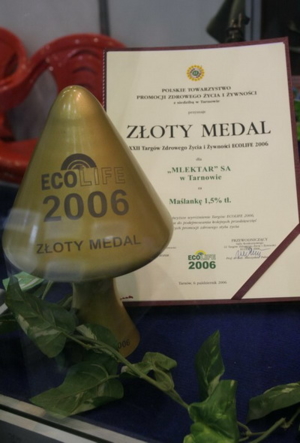 POLSKIE TOWARZYSTWO
PROMOCJI ZDROWEGO ŻYCIA I ŻYWNOŚCI
z siedzibą w Tarnowie
ZŁOTY MEDAL
XXII Targów Zdrowego Życia i Żywności ECOLIFE 2006
dla
„MLEKTAR” SA
w Tarnowie
za
Maślankę 1,5% tł.
ECOLIFE
2006
ECOLIFE
2006
ZŁOTY MEDAL